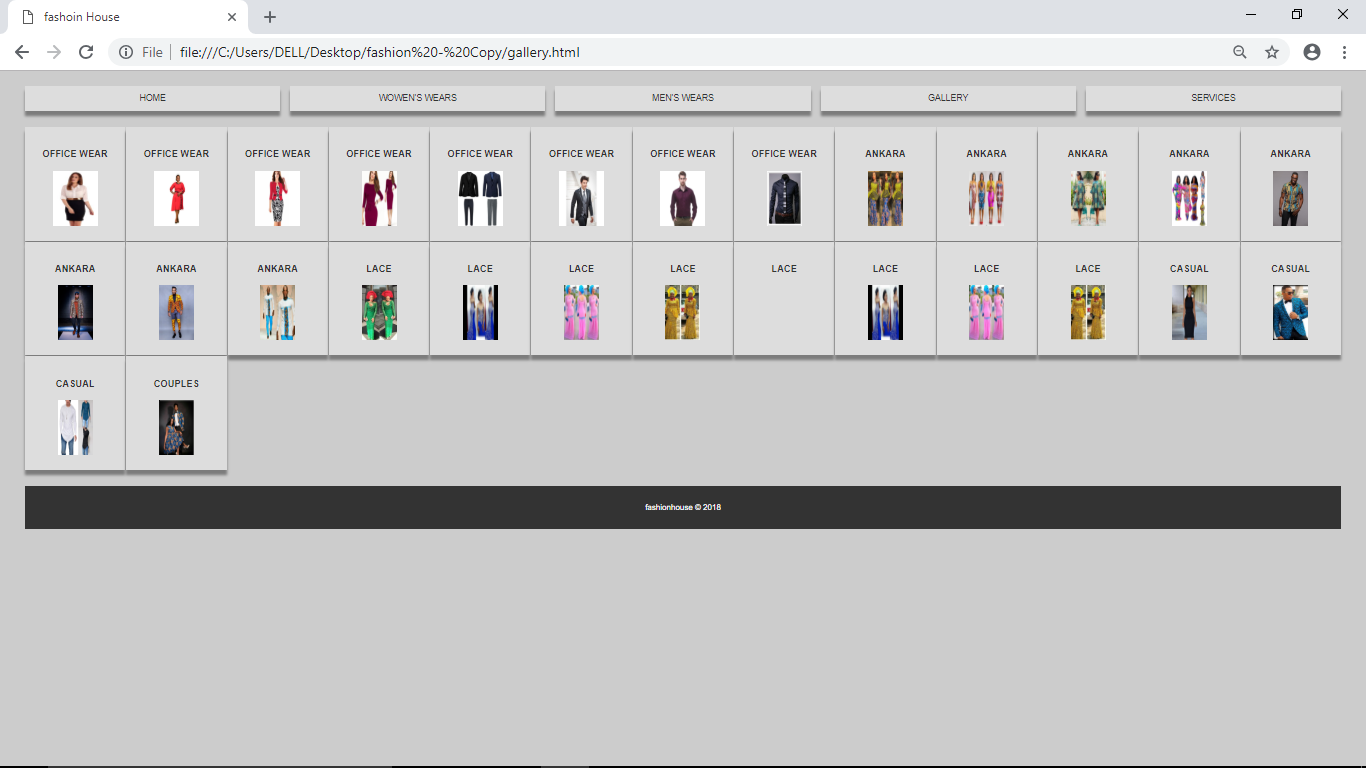 fashoin House
File file:///C:/Users/DELL/Desktop/fashion%20-%20Copy/gallery.html
HOME WOWEN'S WEARS MEN'S WEARS GALLERY SERVICES
OFFICE WEAR OFFICE WEAR OFFICE WEAR OFFICE WEAR OFFICE WEAR OFFICE WEAR OFFICE WEAR OFFICE WEAR ANKARA ANKARA ANKARA ANKARA ANKARA
ANKARA ANKARA ANKARA LACE LACE LACE LACE LACE LACE LACE LACE CASUAL CASUAL
CASUAL COUPLES
fashionhouse © 2018